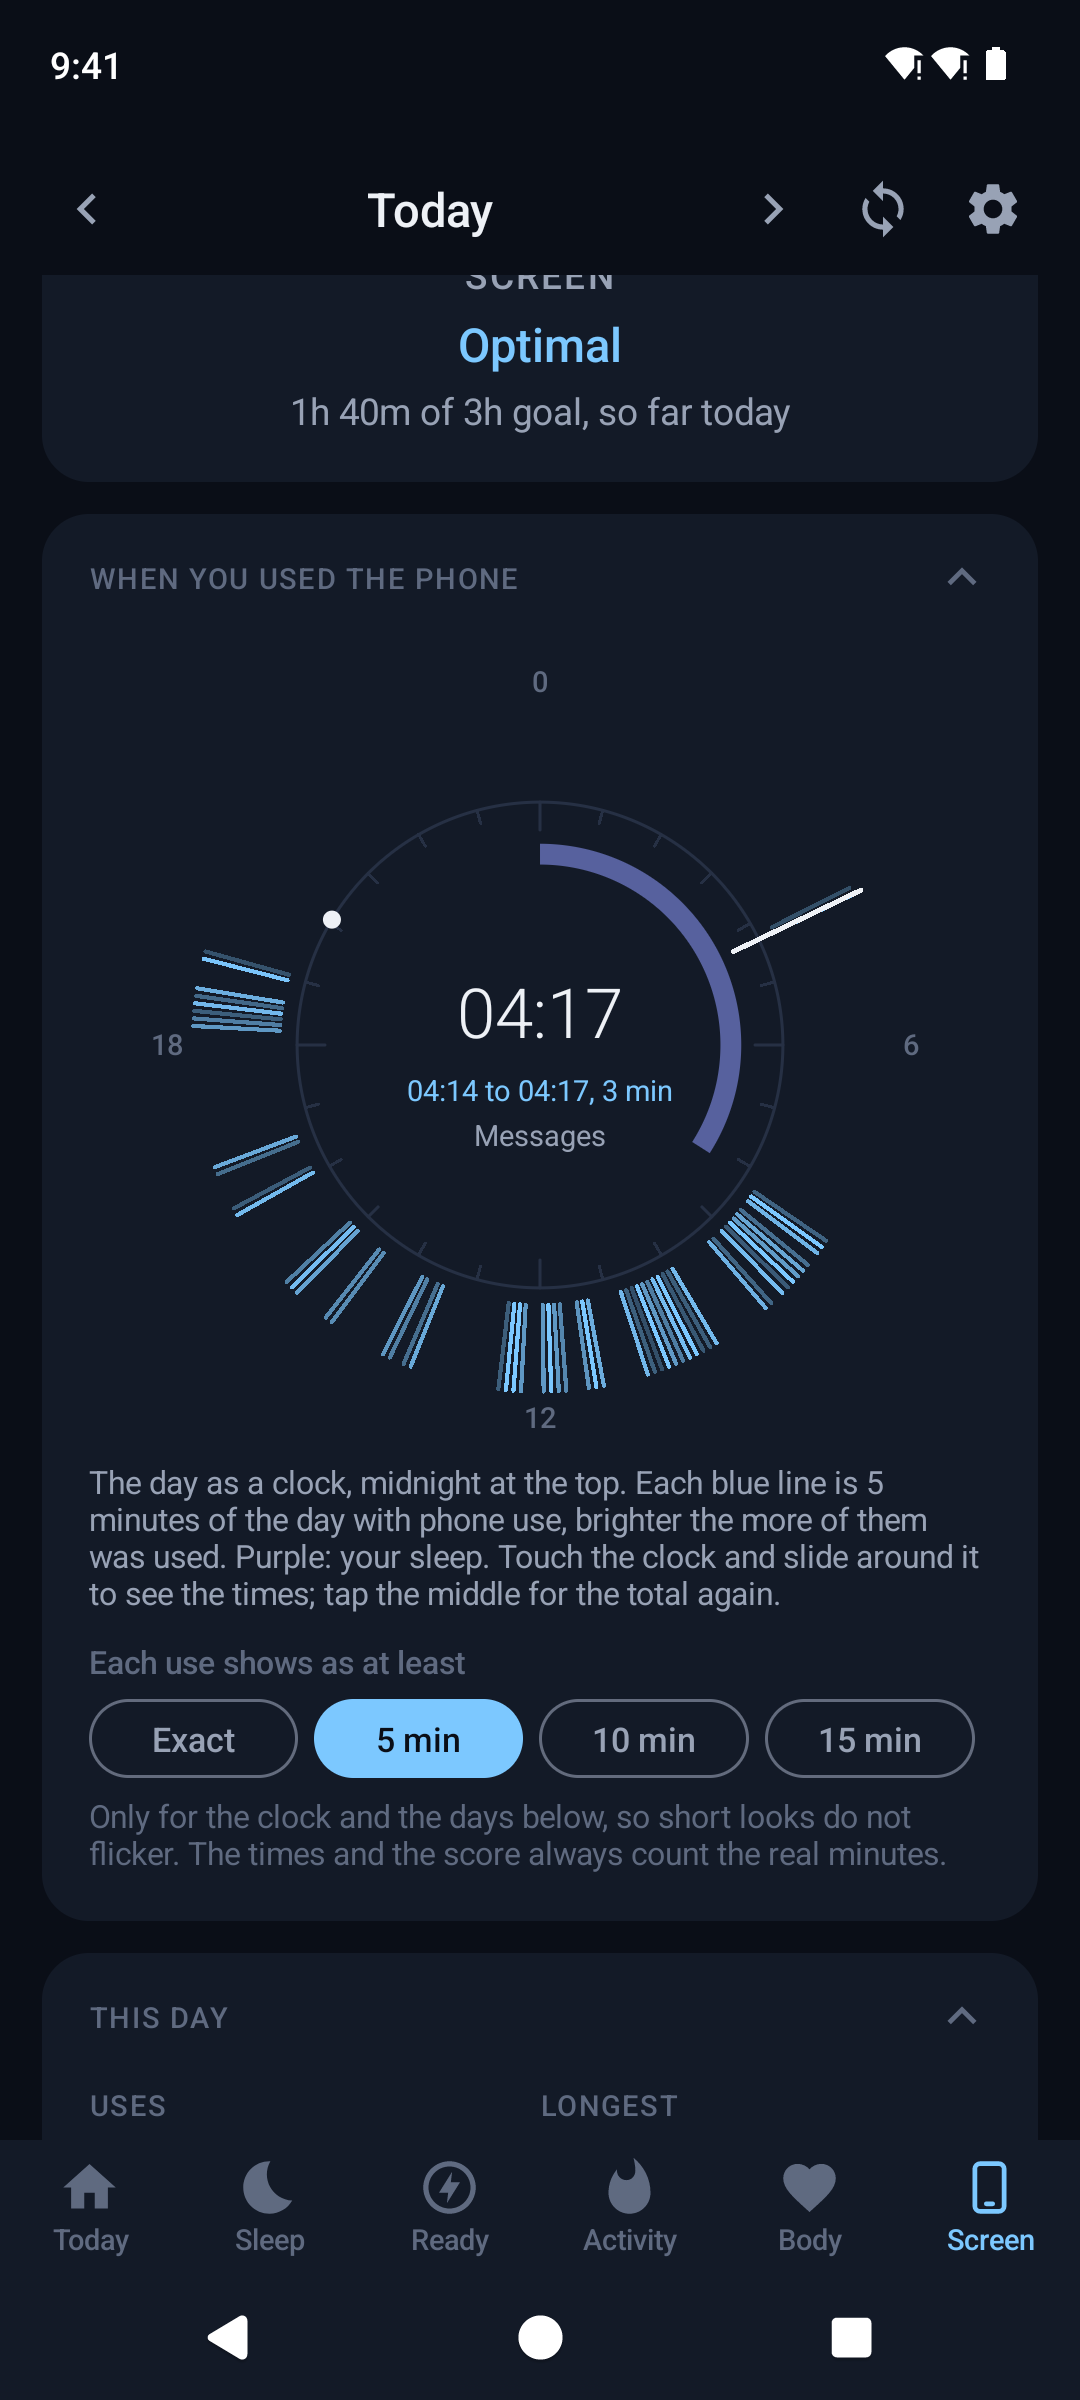 9:41
Today
SCREEN
Optimal
1h 40m of 3h goal, so far today
WHEN YOU USED THE PHONE
0
04:17
18
6
04:14 to 04:17, 3 min
Messages
12
The day as a clock, midnight at the top. Each blue line is 5
minutes of the day with phone use, brighter the more of them
was used. Purple: your sleep. Touch the clock and slide around it
to see the times; tap the middle for the total again.
Each use shows as at least
Exact
5 min
10 min
15 min
Only for the clock and the days below, so short looks do not
flicker. The times and the score always count the real minutes.
THIS DAY
USES
LONGEST
Today
Sleep
Ready
Activity
Body
Screen